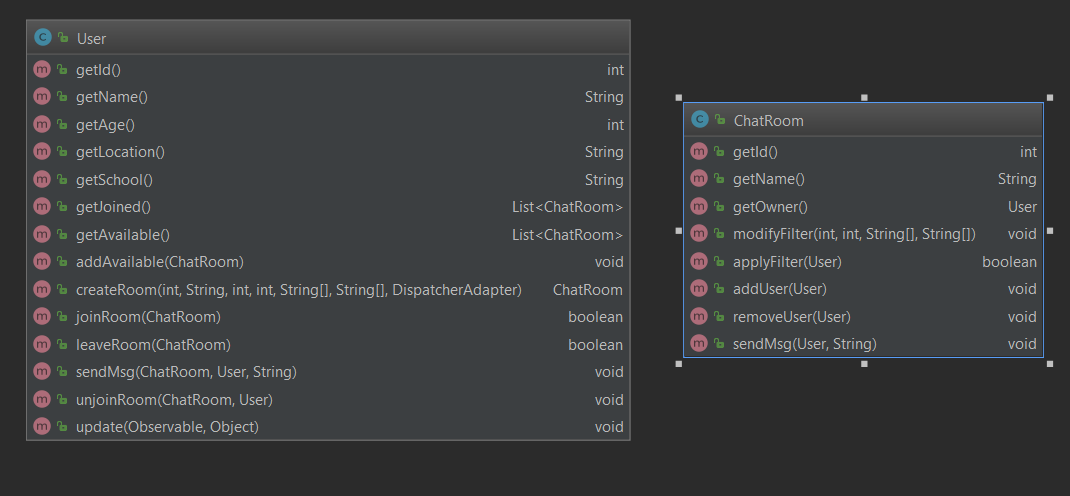 C User
m getId() int
m getName() String
m getAge() int
m getLocation() String
m getSchool() String
m getJoined() List<ChatRoom>
m getAvailable() List<ChatRoom>
m addAvailable(ChatRoom) void
m createRoom(int, String, int, int, String[], String[], DispatcherAdapter) ChatRoom
m joinRoom(ChatRoom) boolean
m leaveRoom(ChatRoom) boolean
m sendMsg(ChatRoom, User, String) void
m unjoinRoom(ChatRoom, User) void
m update(Observable, Object) void
C ChatRoom
m getId() int
m getName() String
m getOwner() User
m modifyFilter(int, int, String[], String[]) void
m applyFilter(User) boolean
m addUser(User) void
m removeUser(User) void
m sendMsg(User, String) void